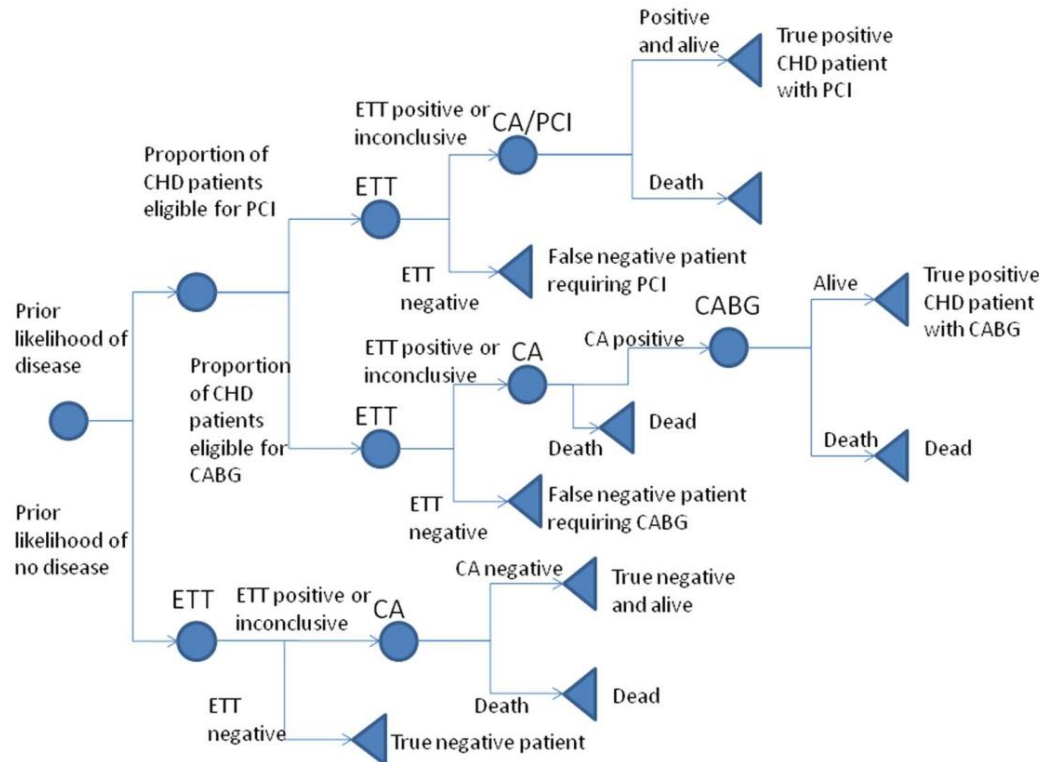 Positive
and alive
True positive
CHD patient
with PCI
ETT positive or
inconclusive
CA/PCI
Proportion of
CHD patients
eligible for PCI
ETT
Death
ETT
negative
False negative patient
requiring PCI
Prior
likelihood of
disease
Proportion
of CHD
patients
eligible for
CABG
ETT positive or
inconclusive
CA
CA positive
CABG
Alive
True positive
CHD patient
with CABG
ETT
Death
Dead
Death
Dead
ETT
negative
False negative patient
requiring CABG
Prior
likelihood of
no disease
ETT
ETT positive or
inconclusive
CA
CA negative
True negative
and alive
Death
Dead
ETT
negative
True negative patient